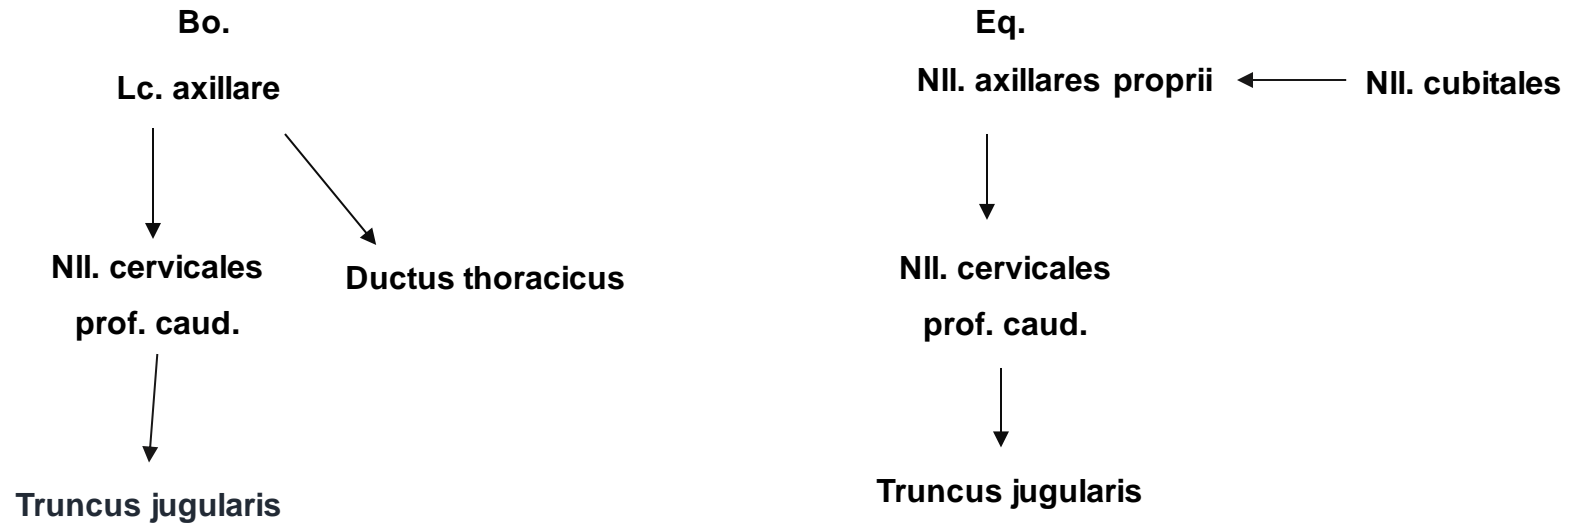 Bo.
Lc. axillare
Nll. cervicales
prof. caud.
Ductus thoracicus
Truncus jugularis
Eq.
Nll. axillares proprii
Nll. cubitales
Nll. cervicales
prof. caud.
Truncus jugularis